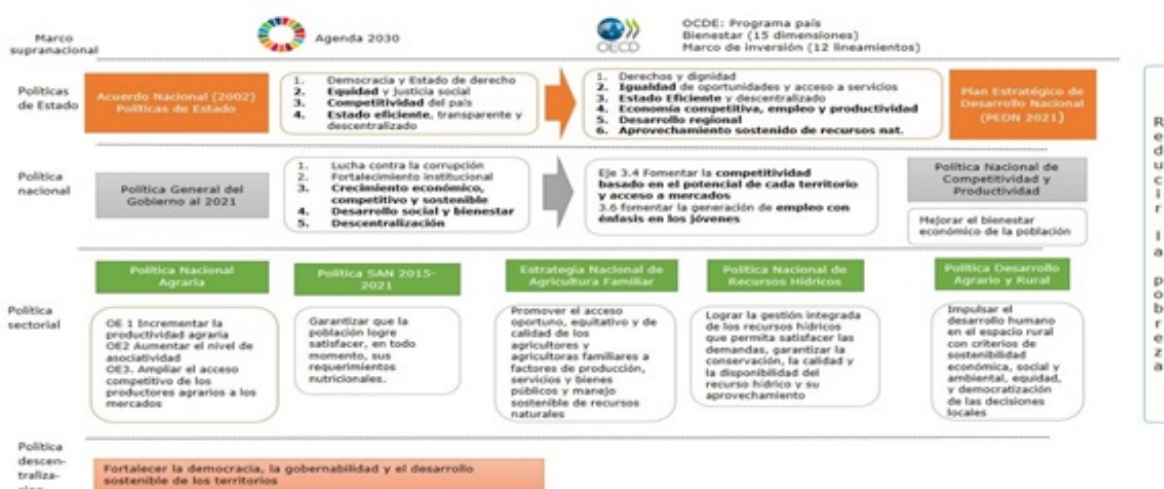 Marco
supranacional
Agenda 2030
OECD
OCDE: Programa país
Bienestar (15 dimensiones)
Marco de inversión (12 lineamientos)
Políticas
de Estado
Acuerdo Nacional (2002)
Políticas de Estado
1. Democracia y Estado de derecho
2. Equidad y justicia social
3. Competitividad del país
4. Estado eficiente, transparente y
descentralizado
1. Derechos y dignidad
2. Igualdad de oportunidades y acceso a servicios
3. Estado Eficiente y descentralizado
4. Economía competitiva, empleo y productividad
5. Desarrollo regional
6. Aprovechamiento sostenido de recursos nat.
Plan Estratégico de
Desarrollo Nacional
(PEDN 2021)
Política
nacional
Política General del
Gobierno al 2021
1. Lucha contra la corrupción
2. Fortalecimiento institucional
3. Crecimiento económico,
competitivo y sostenible
4. Desarrollo social y bienestar
5. Descentralización
Eje 3.4 Fomentar la competitividad
basado en el potencial de cada territorio
y acceso a mercados
3.6 fomentar la generación de empleo con
énfasis en los jóvenes
Política Nacional de
Competitividad y
Productividad
Mejorar el bienestar
económico de la población
Política
sectorial
Política Nacional
Agraria
OE 1 Incrementar la
productividad agraria
OE2 Aumentar el nivel de
asociatividad
OE3. Ampliar el acceso
competitivo de los
productores agrarios a los
mercados
Política SAN 2015-
2021
Garantizar que la
población logre
satisfacer, en todo
momento, sus
requerimientos
nutricionales.
Estrategia Nacional de
Agricultura Familiar
Promover el acceso
oportuno, equitativo y de
calidad de los
agricultores y
agricultoras familiares a
factores de producción,
servicios y bienes
públicos y manejo
sostenible de recursos
naturales
Política Nacional de
Recursos Hídricos
Lograr la gestión integrada
de los recursos hídricos
que permita satisfacer las
demandas, garantizar la
conservación, la calidad y
la disponibilidad del
recurso hídrico y su
aprovechamiento
Política Desarrollo
Agrario y Rural
Impulsar el
desarrollo humano
en el espacio rural
con criterios de
sostenibilidad
económica, social y
ambiental, equidad,
y democratización
de las decisiones
locales
Política
descen-
traliza-
Fortalecer la democracia, la gobernabilidad y el desarrollo
sostenible de los territorios
Reducir la pobreza